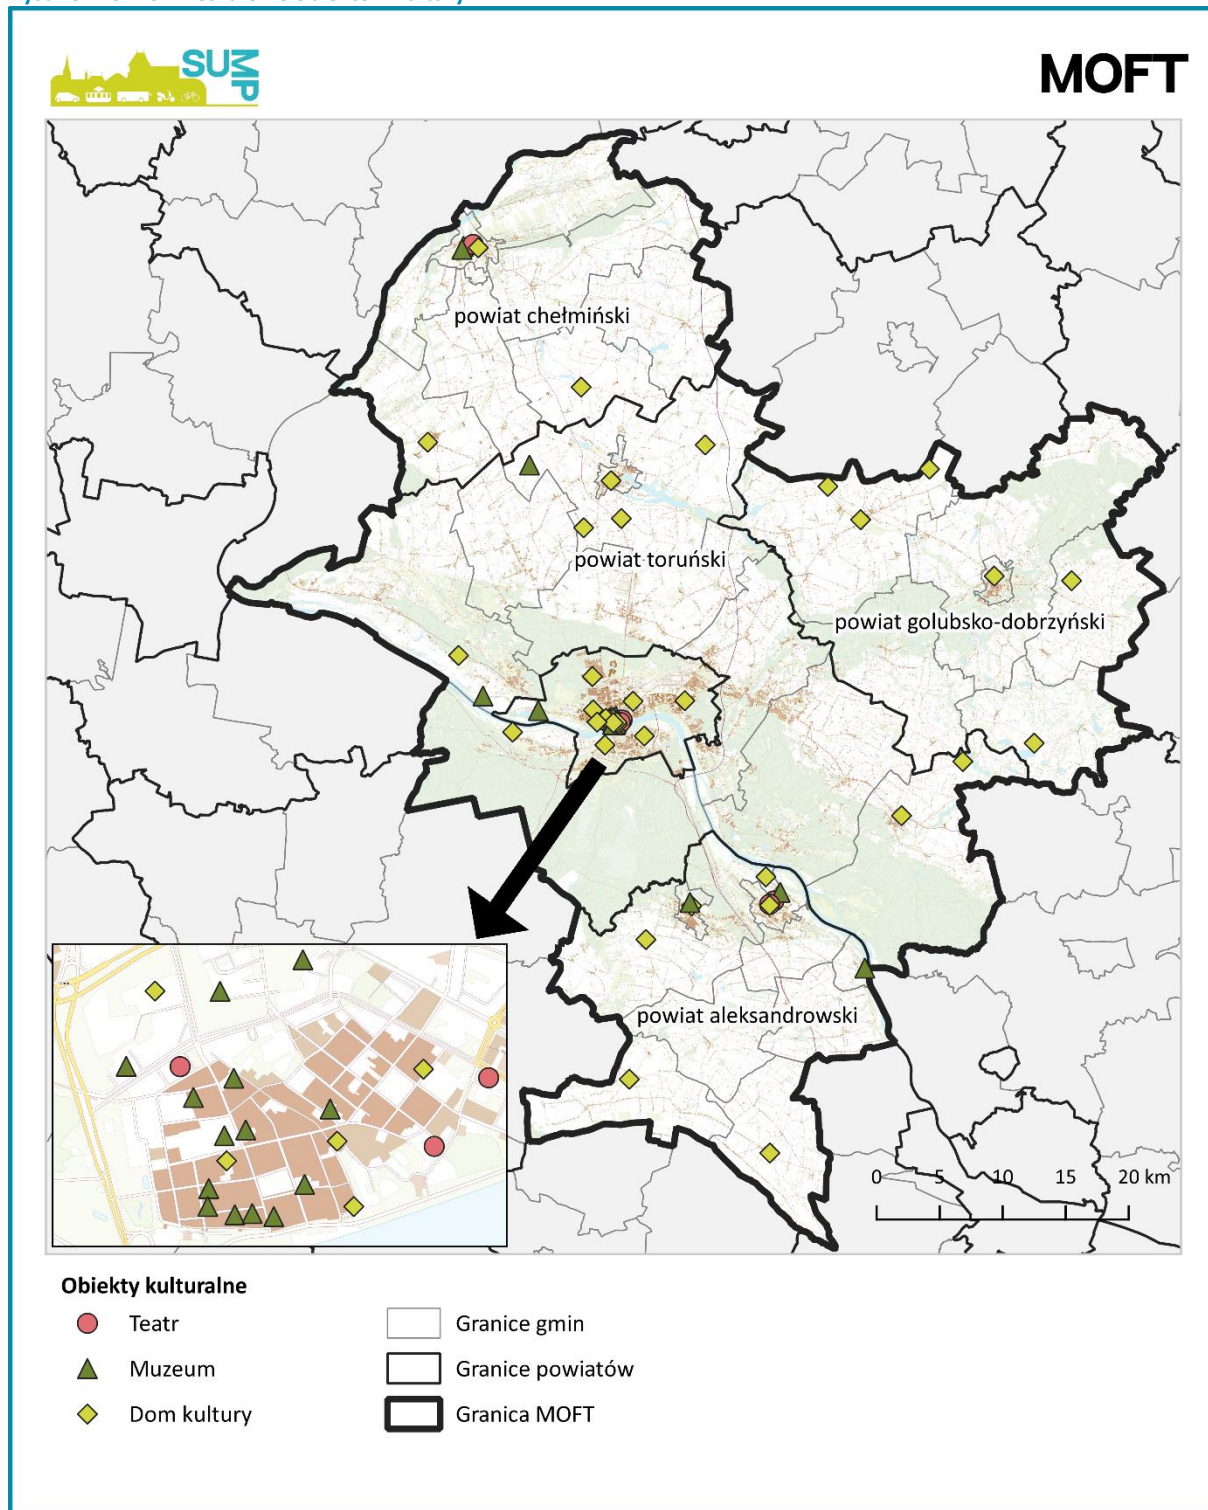 SUMP
MOFT
powiat chełmiński
powiat toruński
powiat golubsko-dobrzyński
powiat aleksandrowski
0 5 10 15 20 km
Obiekty kulturalne
Teatr
Muzeum
Dom kultury
Granice gmin
Granice powiatów
Granica MOFT